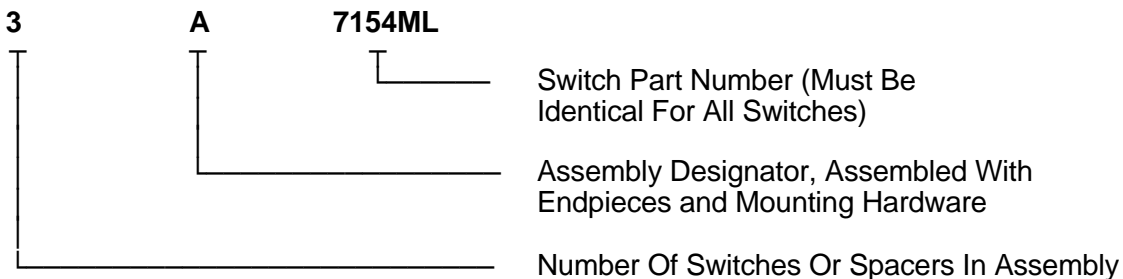 3 A 7154ML
Switch Part Number (Must Be
Identical For All Switches)
Assembly Designator, Assembled With
Endpieces and Mounting Hardware
Number Of Switches Or Spacers In Assembly